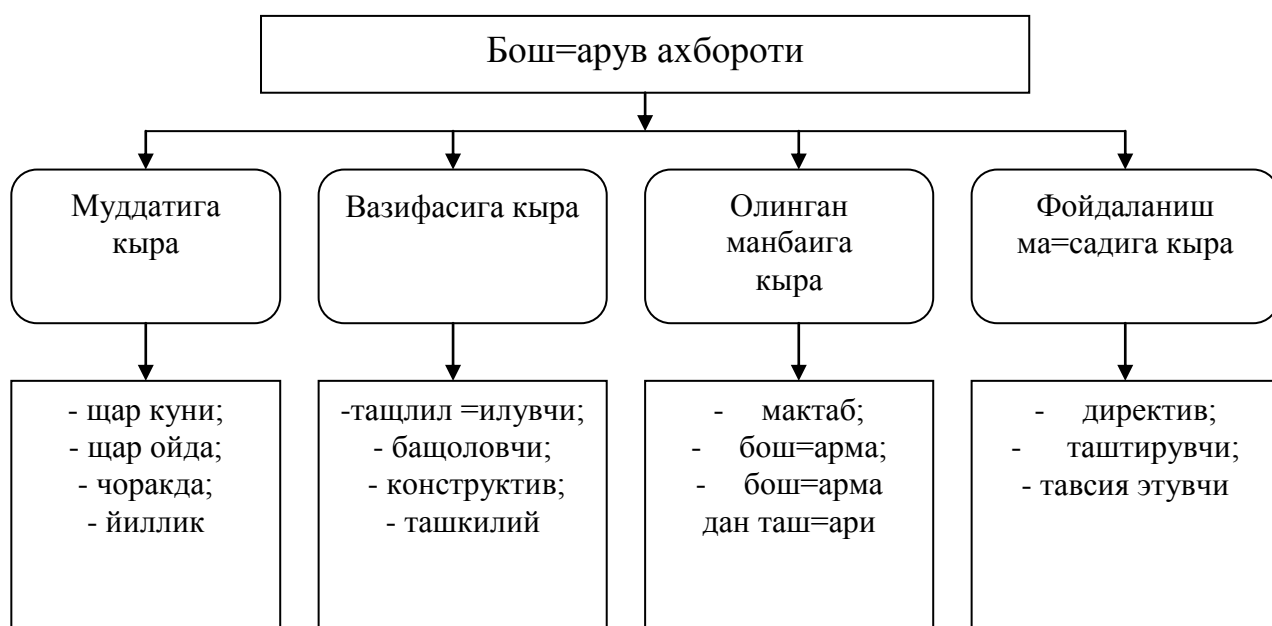 Бош=арув ахбороти
Муддатига
кыра
Вазифасига кыра
Олинган
манбаига
кыра
Фойдаланиш
ма=садига кыра
- щар куни;
- щар ойда;
- чоракда;
- йиллик
-тащлил =илувчи;
- бащоловчи;
- конструктив;
- ташкилий
- мактаб;
- бош=арма;
- бош=арма
дан таш=ари
- директив;
- таштирувчи;
- тавсия этувчи